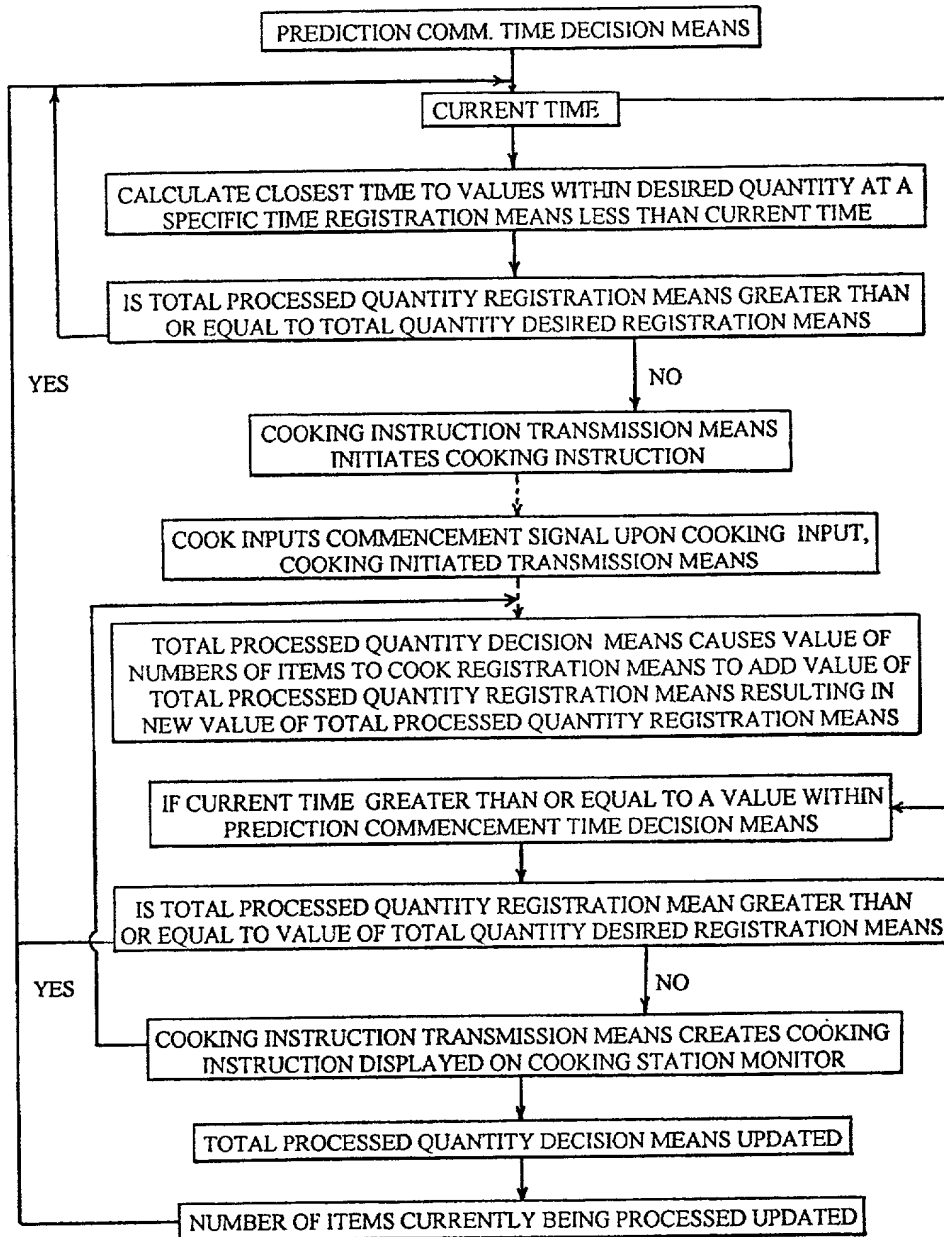 PREDICTION COMM. TIME DECISION MEANS
CURRENT TIME
CALCULATE CLOSEST TIME TO VALUES WITHIN DESIRED QUANTITY AT A
SPECIFIC TIME REGISTRATION MEANS LESS THAN CURRENT TIME
IS TOTAL PROCESSED QUANTITY REGISTRATION MEANS GREATER THAN
OR EQUAL TO TOTAL QUANTITY DESIRED REGISTRATION MEANS
YES
NO
COOKING INSTRUCTION TRANSMISSION MEANS
INITIATES COOKING INSTRUCTION
COOK INPUTS COMMENCEMENT SIGNAL UPON COOKING INPUT,
COOKING INITIATED TRANSMISSION MEANS
TOTAL PROCESSED QUANTITY DECISION MEANS CAUSES VALUE OF
NUMBERS OF ITEMS TO COOK REGISTRATION MEANS TO ADD VALUE OF
TOTAL PROCESSED QUANTITY REGISTRATION MEANS RESULTING IN
NEW VALUE OF TOTAL PROCESSED QUANTITY REGISTRATION MEANS
IF CURRENT TIME GREATER THAN OR EQUAL TO A VALUE WITHIN
PREDICTION COMMENCEMENT TIME DECISION MEANS
IS TOTAL PROCESSED QUANTITY REGISTRATION MEAN GREATER THAN
OR EQUAL TO VALUE OF TOTAL QUANTITY DESIRED REGISTRATION MEANS
YES
NO
COOKING INSTRUCTION TRANSMISSION MEANS CREATES COOKING
INSTRUCTION DISPLAYED ON COOKING STATION MONITOR
TOTAL PROCESSED QUANTITY DECISION MEANS UPDATED
NUMBER OF ITEMS CURRENTLY BEING PROCESSED UPDATED